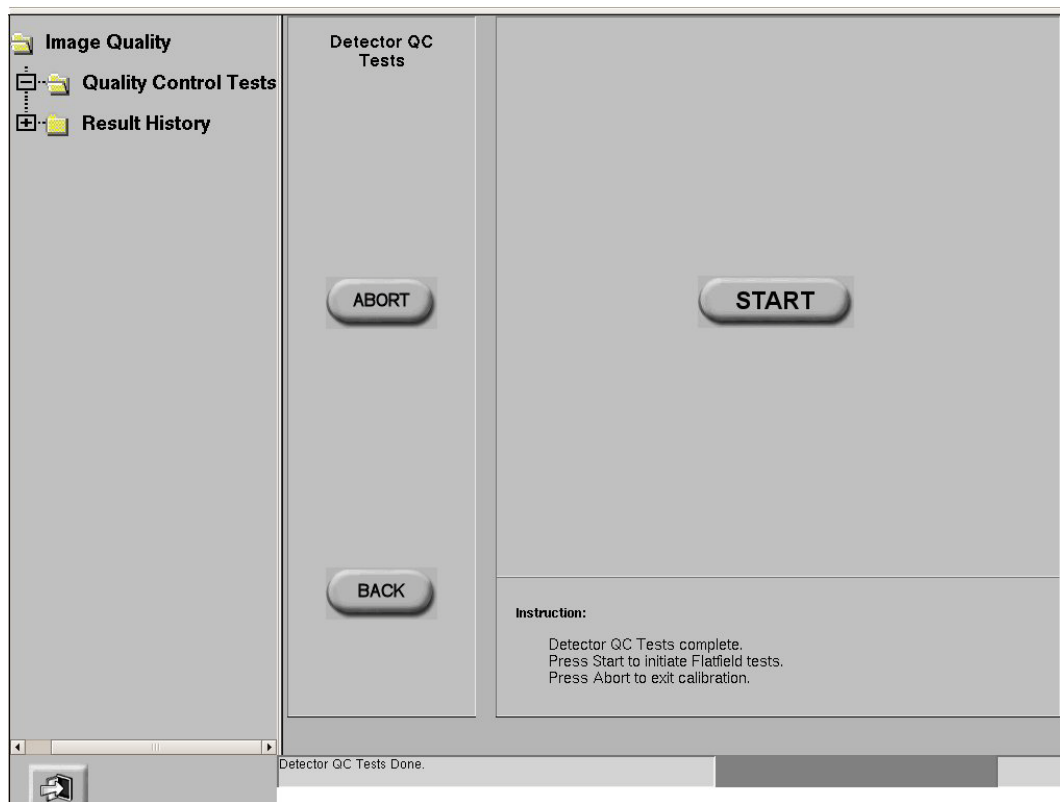 Image Quality
Quality Control Tests
Result History
Detector QC
Tests
ABORT
BACK
START
Instruction:
Detector QC Tests complete.
Press Start to initiate Flatfield tests.
Press Abort to exit calibration.
Detector QC Tests Done.